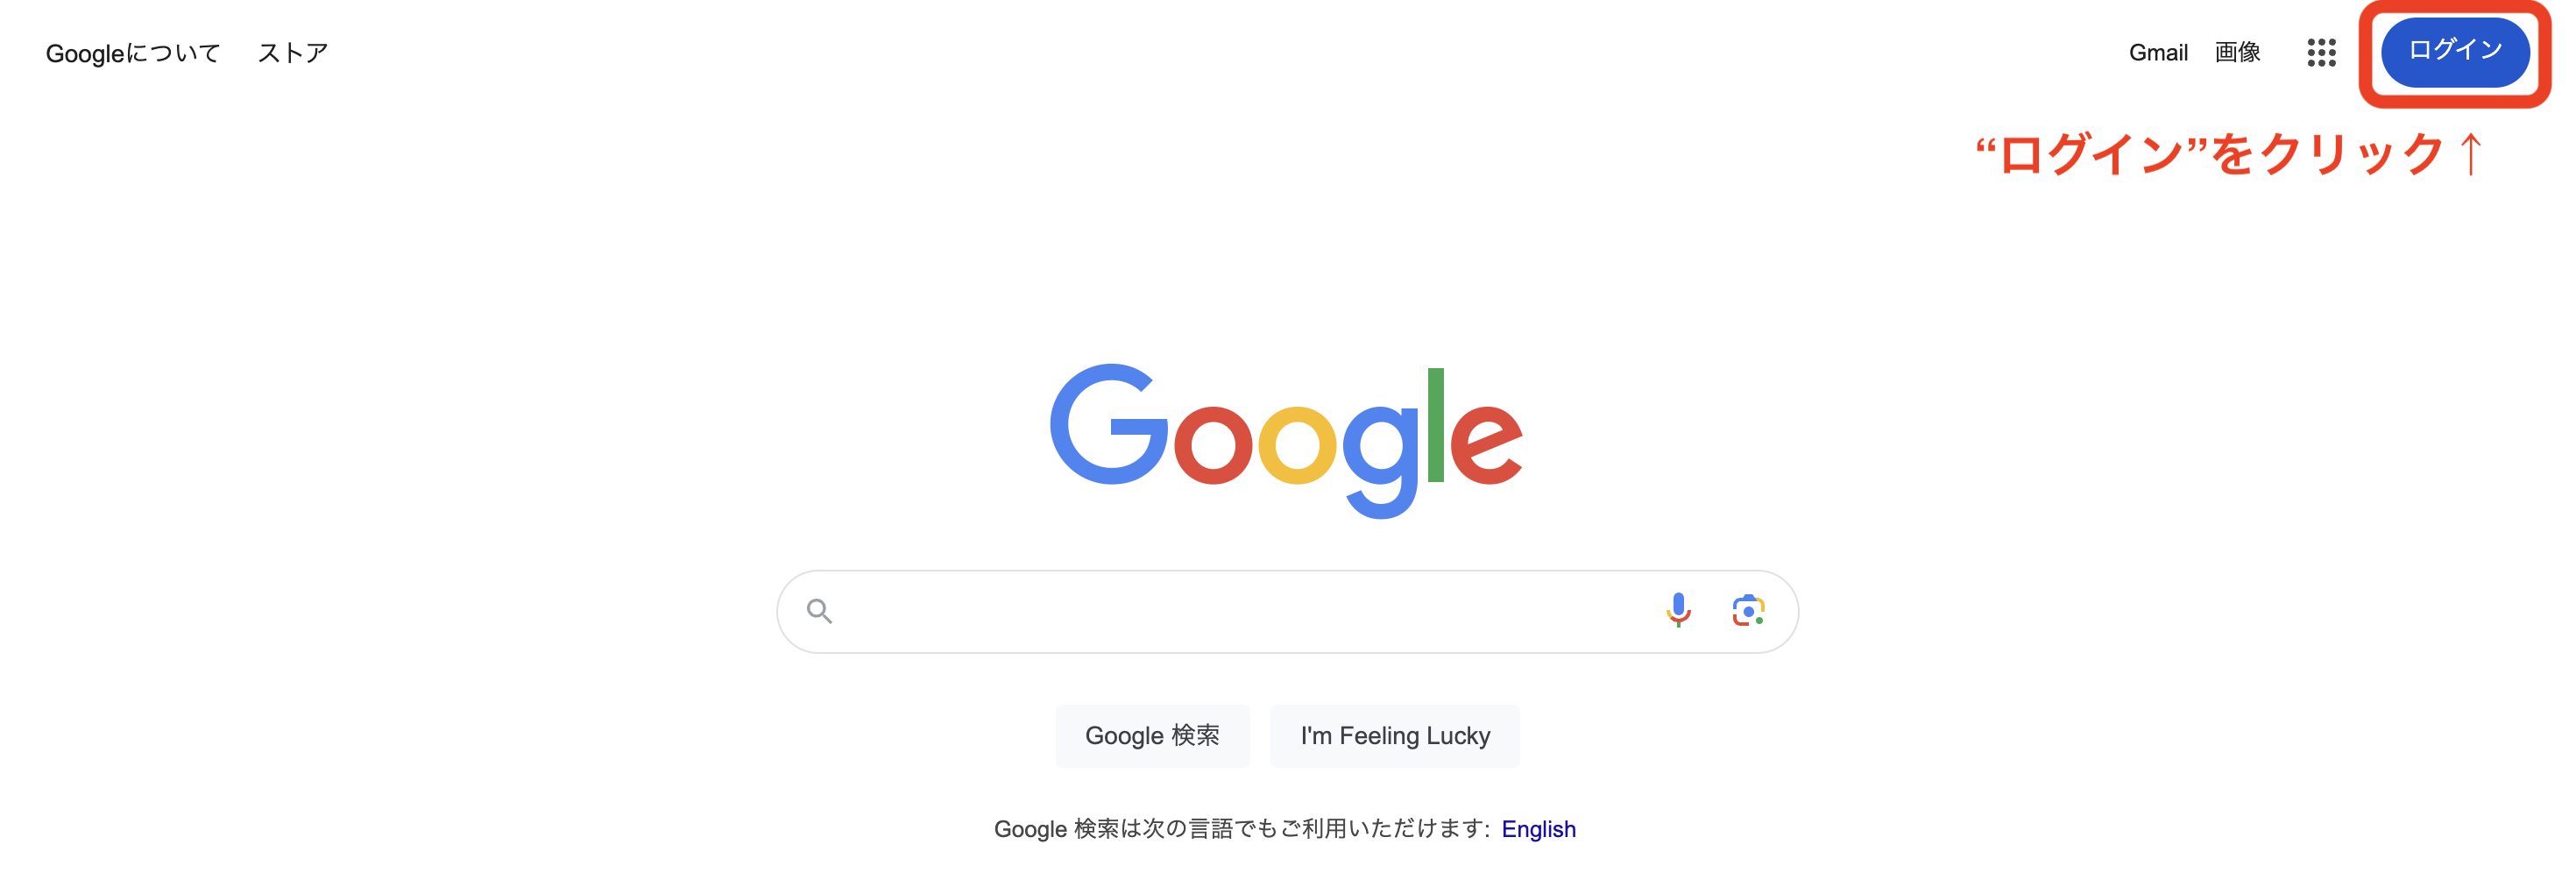 Googleについて ストア Gmail 画像 ログイン
“ログイン”をクリック↑
Google
Google 検索 I'm Feeling Lucky
Google 検索は次の言語でもご利用いただけます: English